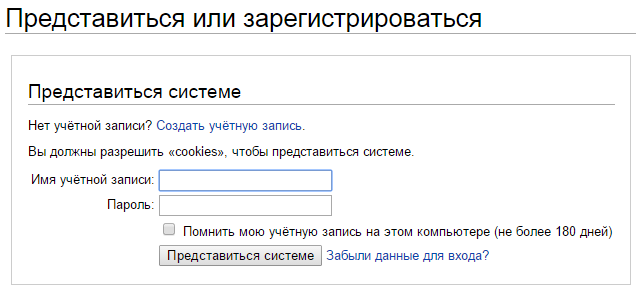 Представиться или зарегистрироваться
Представиться системе
Нет учётной записи? Создать учётную запись.
Вы должны разрешить «cookies», чтобы представиться системе.
Имя учётной записи:
Пароль:
Помнить мою учётную запись на этом компьютере (не более 180 дней)
Представиться системе Забыли данные для входа?